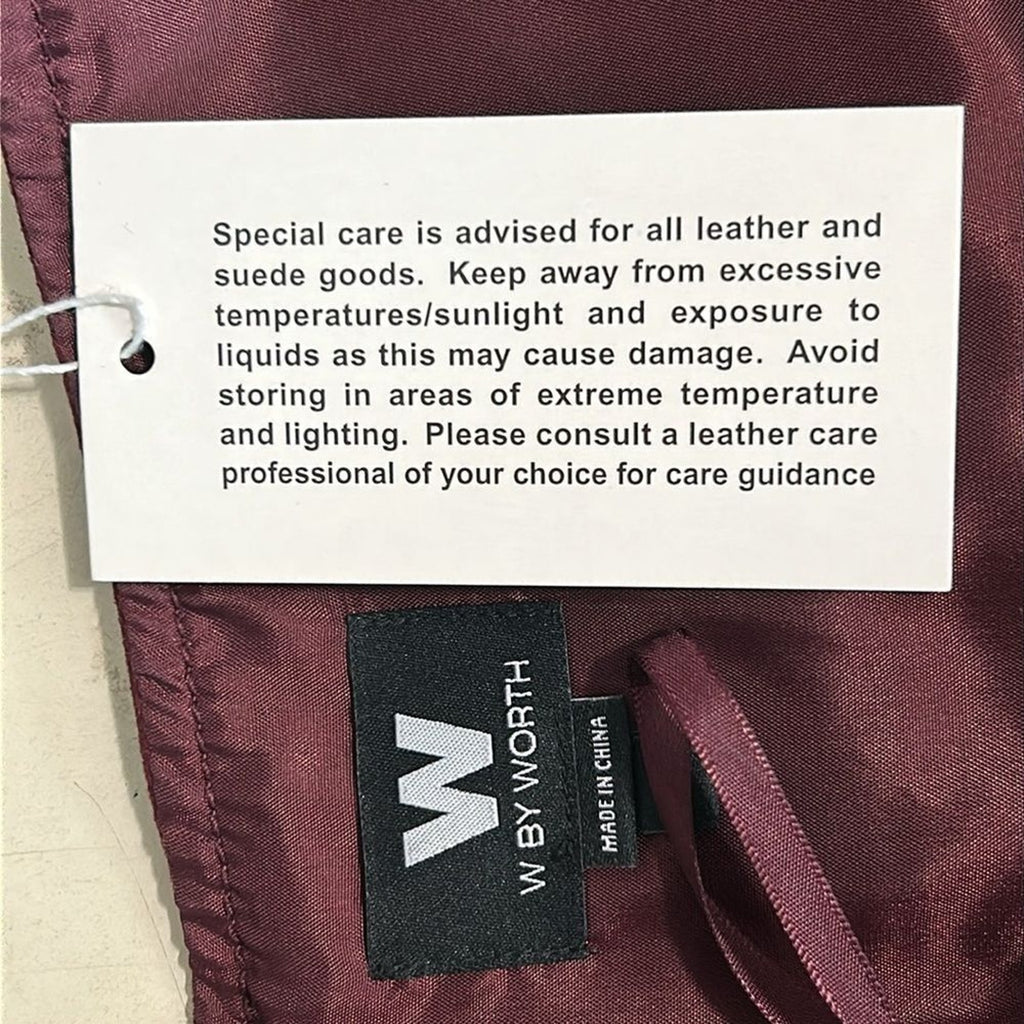 Special care is advised for all leather and
suede goods. Keep away from excessive
temperatures/sunlight and exposure to
liquids as this may cause damage. Avoid
storing in areas of extreme temperature
and lighting. Please consult a leather care
professional of your choice for care guidance
W
W BY WORTH
MADE IN CHINA